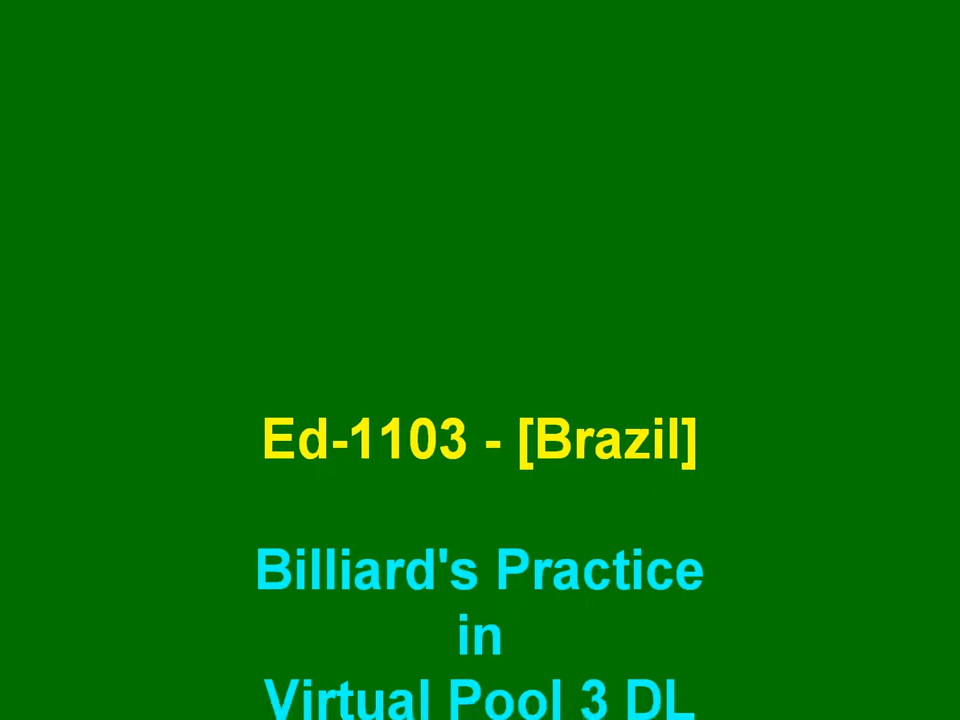 Ed-1103 - [Brazil]
Billiard's Practice
in
Virtual Pool 3 DL